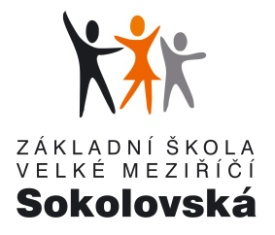 ZÁKLADNÍ ŠKOLA
VELKÉ MEZIŘÍČÍ
Sokolovská